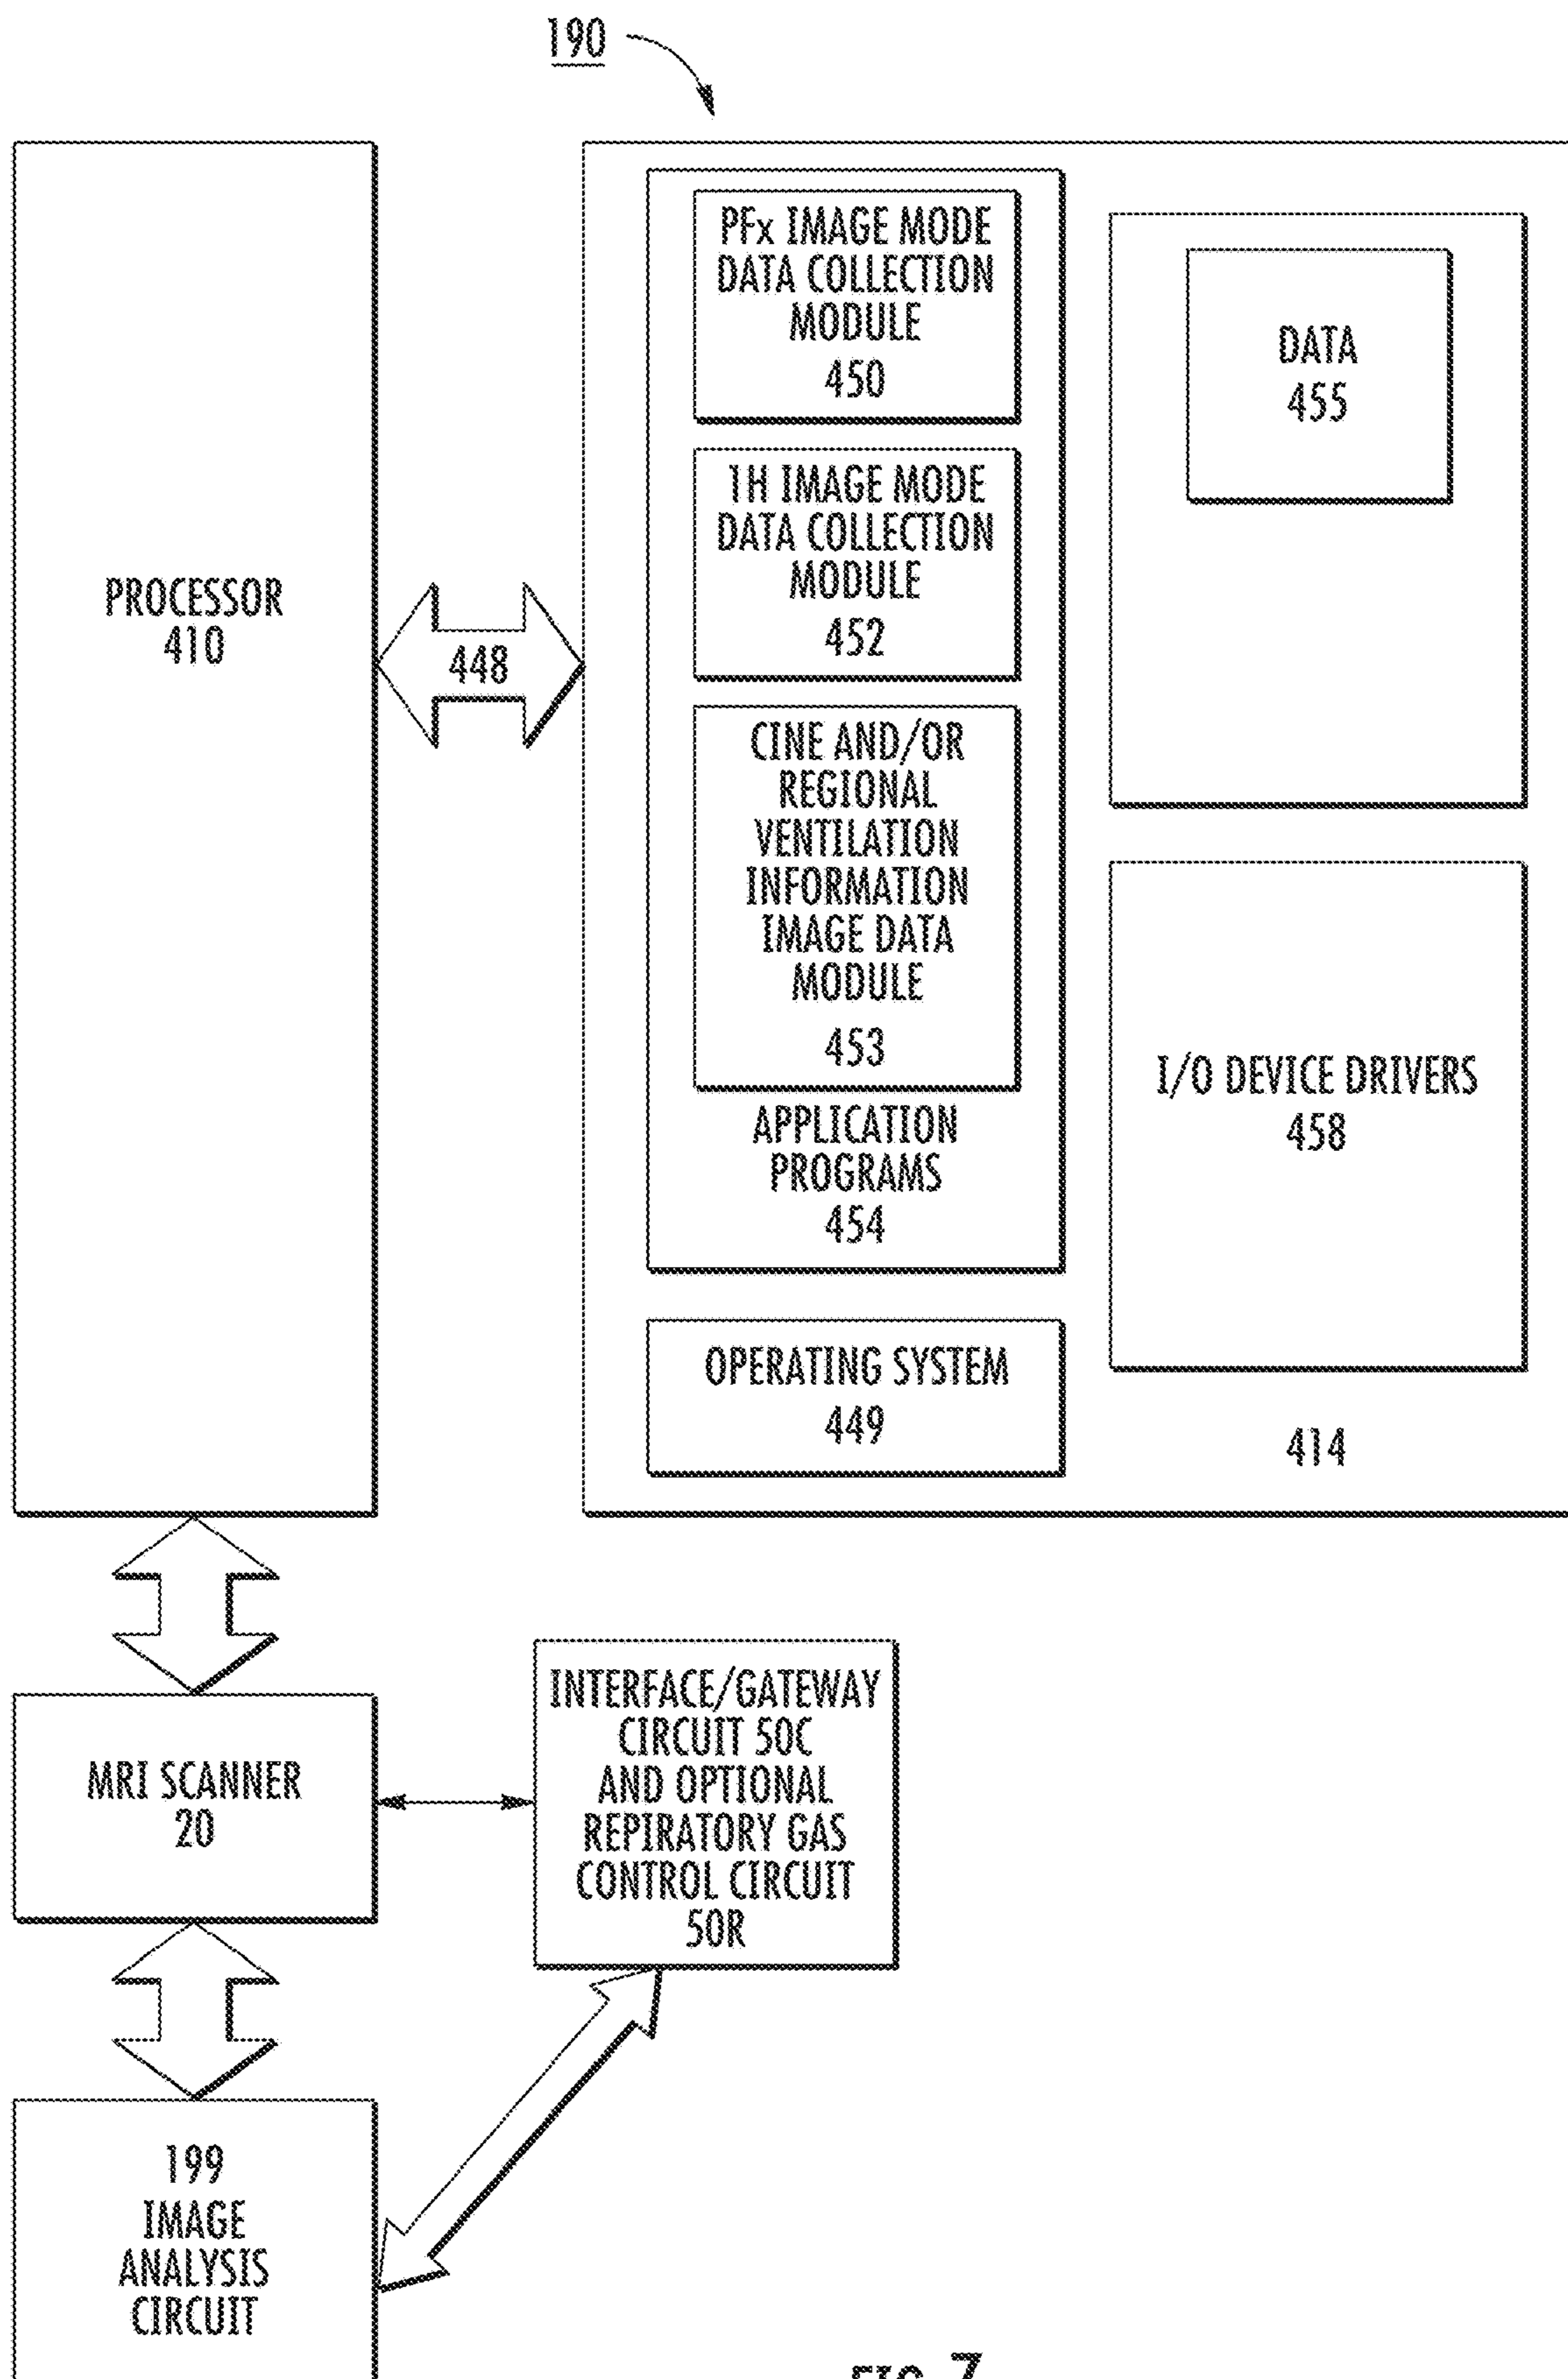 190
PROCESSOR
410
448
PFx IMAGE MODE
DATA COLLECTION
MODULE
450
1H IMAGE MODE
DATA COLLECTION
MODULE
452
CINE AND/OR
REGIONAL
VENTILATION
INFORMATION
IMAGE DATA
MODULE
453
APPLICATION
PROGRAMS
454
OPERATING SYSTEM
449
DATA
455
I/O DEVICE DRIVERS
458
414
MRI SCANNER
20
INTERFACE/GATEWAY
CIRCUIT 50C
AND OPTIONAL
REPIRATORY GAS
CONTROL CIRCUIT
50R
199
IMAGE
ANALYSIS
CIRCUIT
FIG. 7